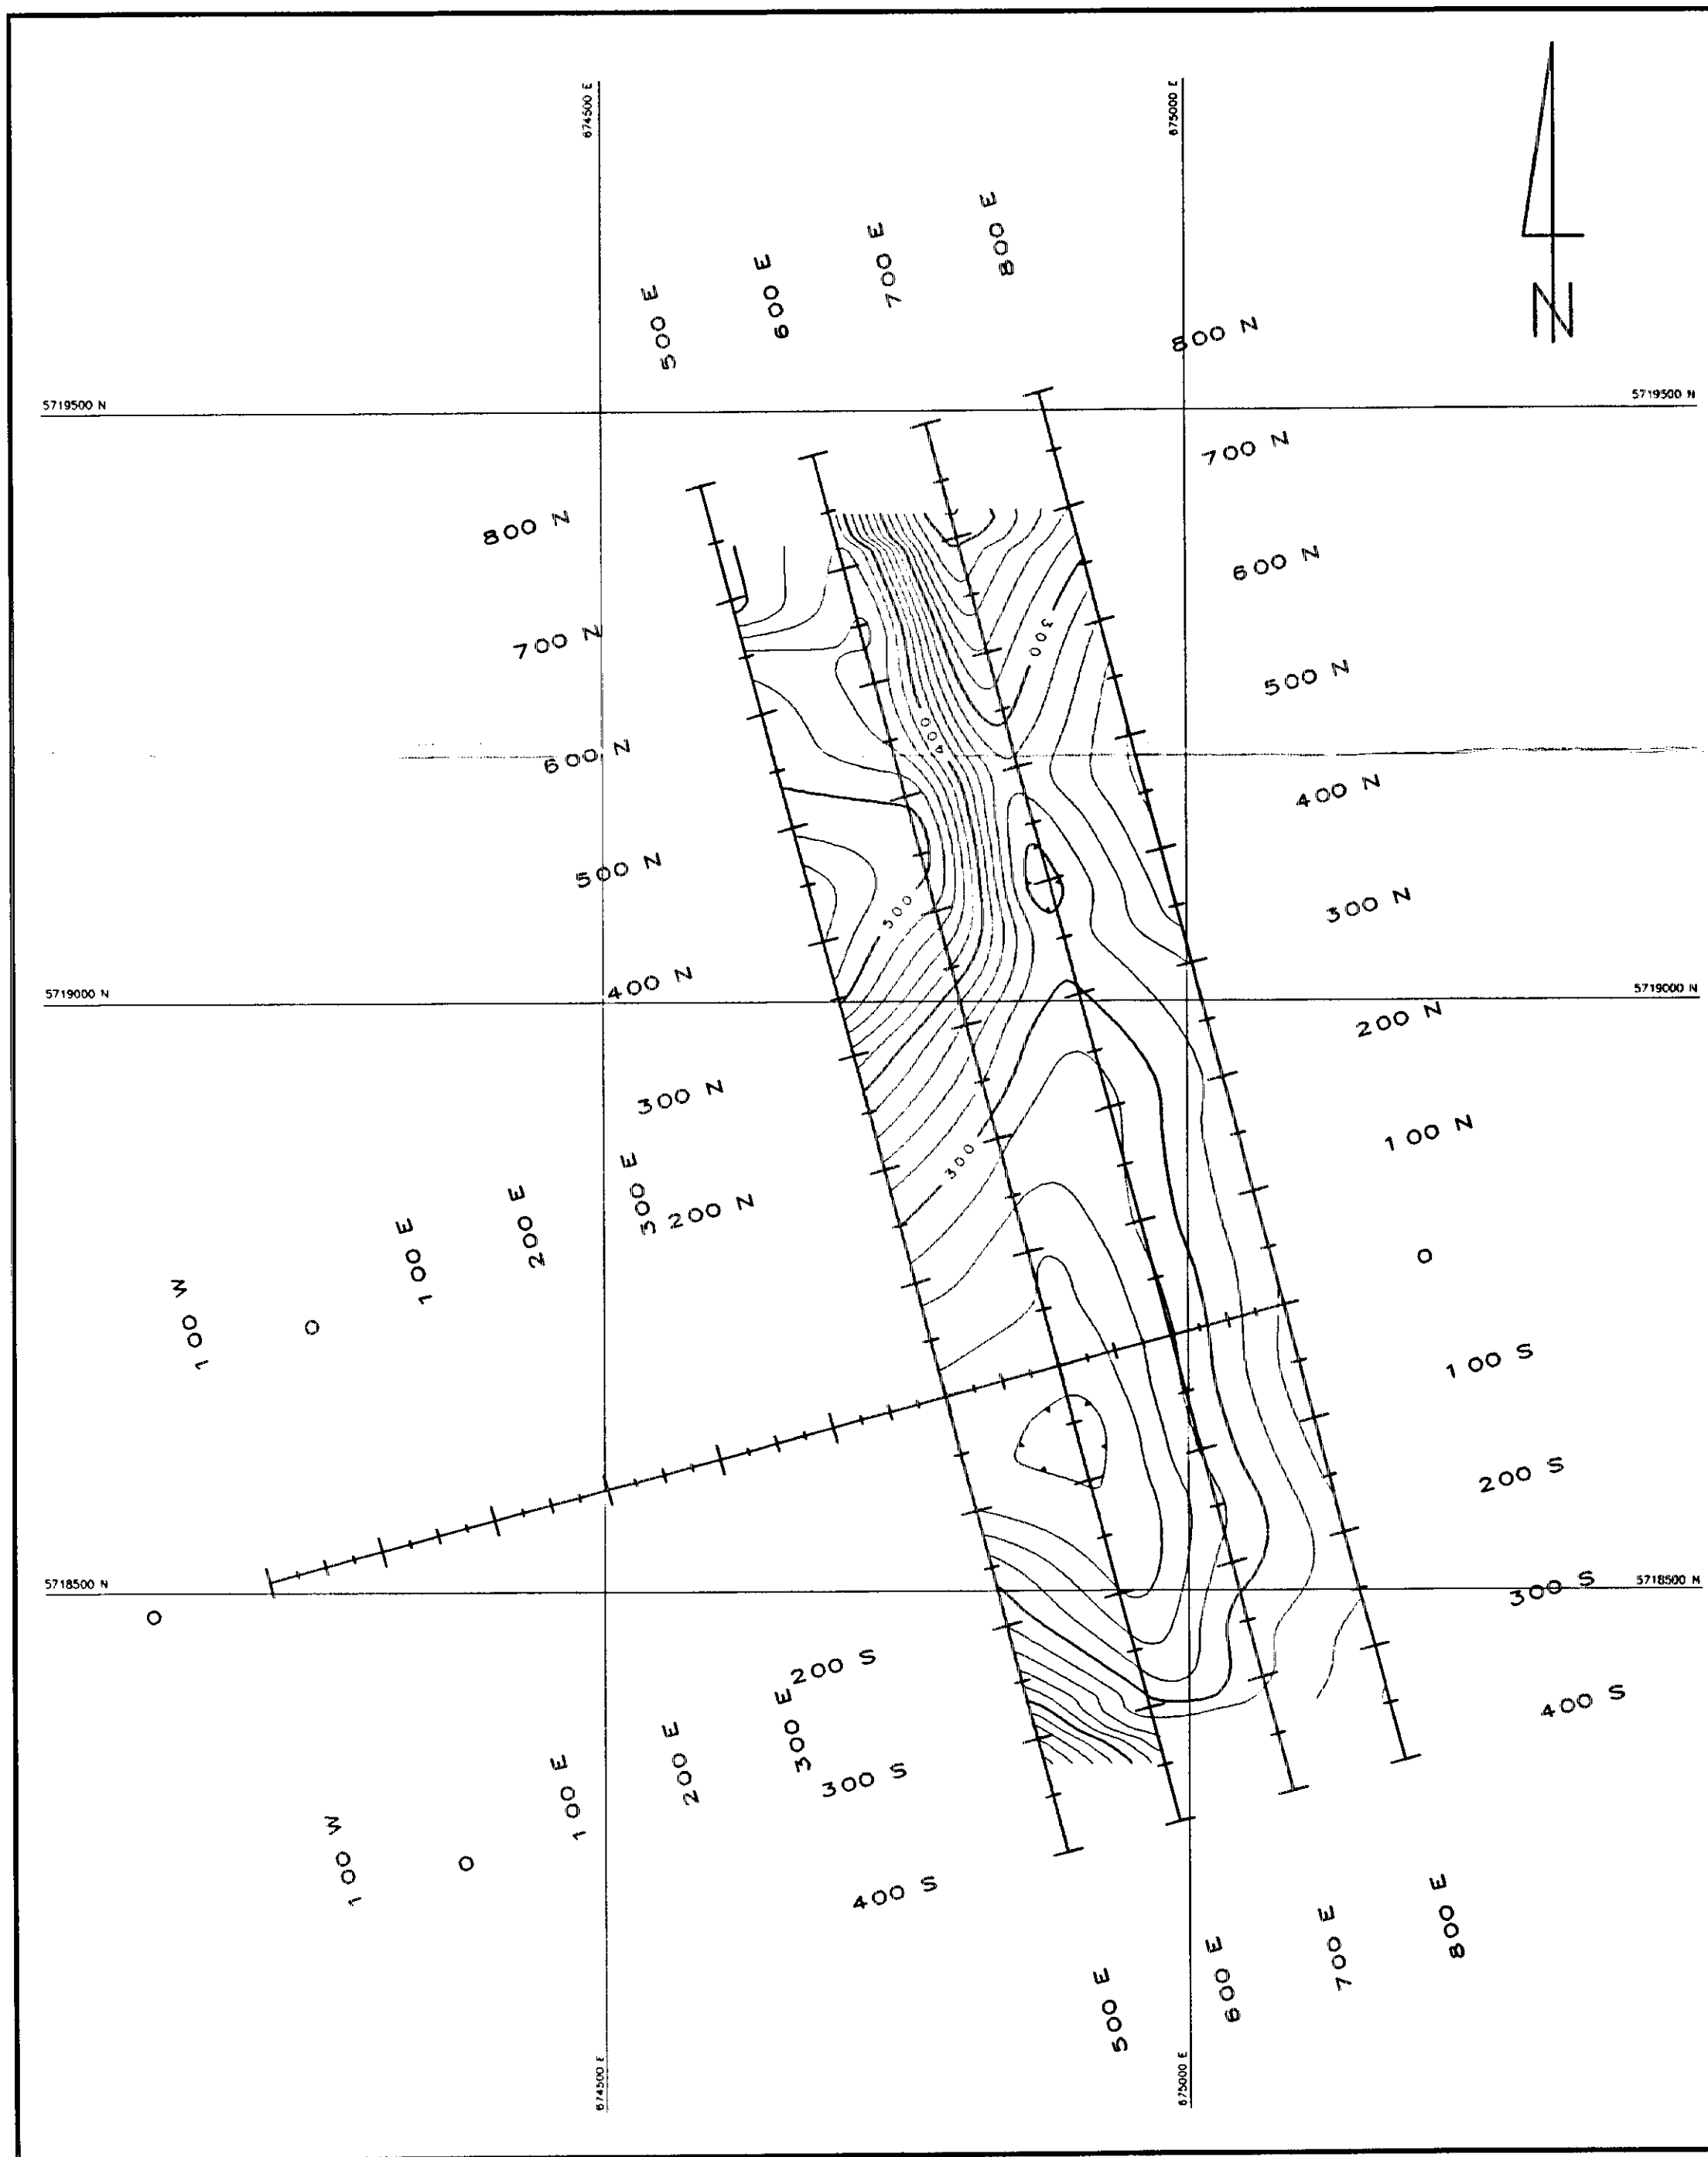 674500 E
675000 E
500 E
600 E
700 E
800 E
N
800 N
5719500 N
5719500 N
700 N
800 N
600 N
700 N
500 N
300
400
600 N
400 N
500 N
500
300 N
400 N
5719000 N
5719000 N
200 N
300 N
100 N
300
100 W
0
100 E
200 E
300 E
200 N
0
100 S
200 S
5718500 N
5718500 N
300 S
0
200 S
400 S
100 W
0
100 E
200 E
300 E
300 S
400 S
500 E
600 E
700 E
800 E
674500 E
675000 E